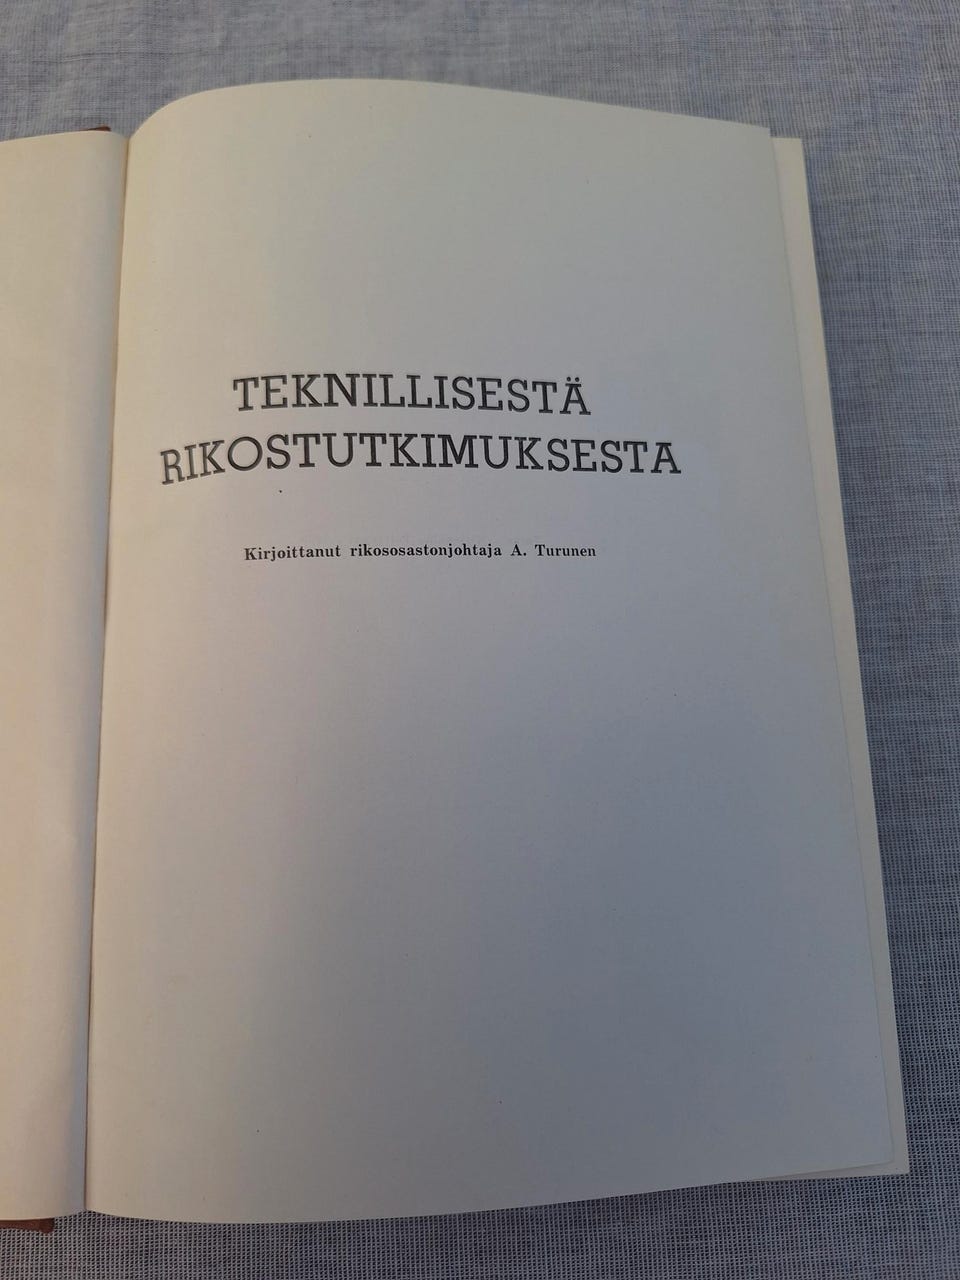 TEKNILLISESTÄ
RIKOSTUTKIMUKSESTA
Kirjoittanut rikososastonjohtaja A. Turunen